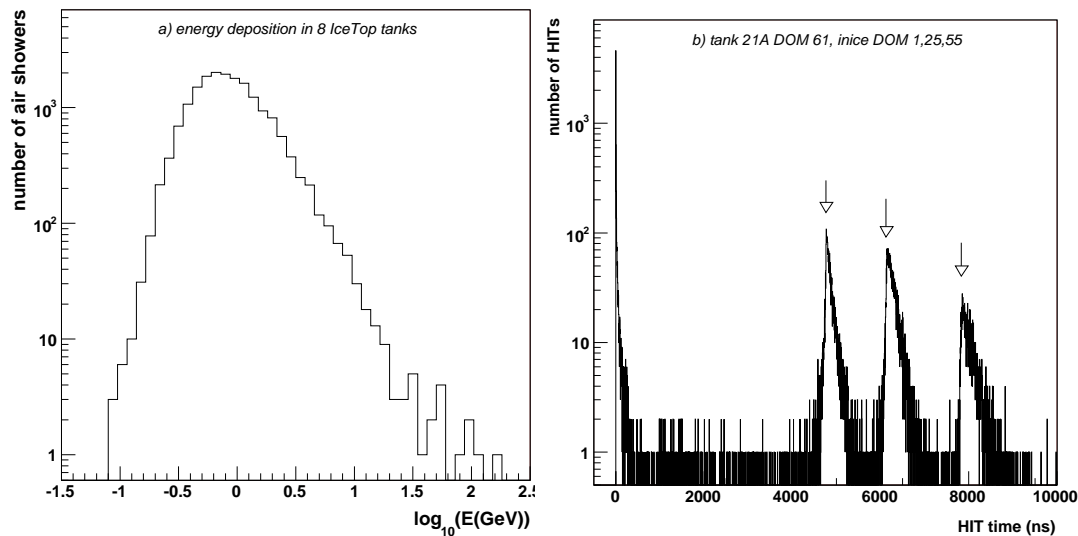 a) energy deposition in 8 IceTop tanks
number of air showers
10³
10²
10
1
-1.5 -1 -0.5 0 0.5 1 1.5 2 2.5
log₁₀(E(GeV))
b) tank 21A DOM 61, inice DOM 1,25,55
number of HITs
10³
10²
10
1
0 2000 4000 6000 8000 10000
HIT time (ns)